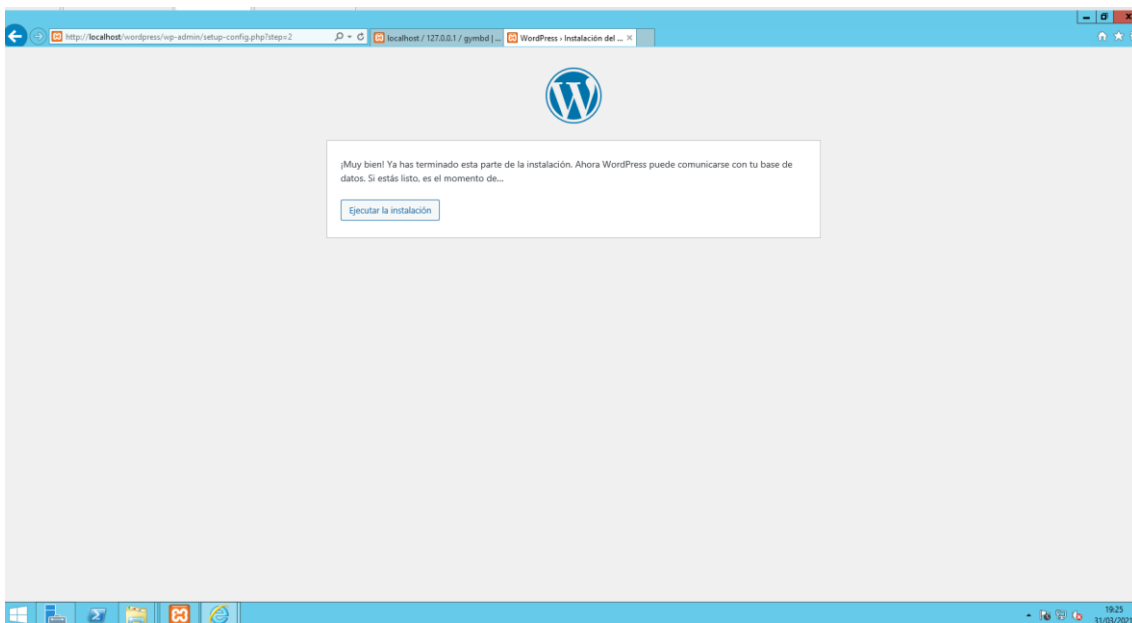 http://localhost/wordpress/wp-admin/setup-config.php?step=2
localhost / 127.0.0.1 / gymbd | ...
WordPress › Instalación del ...
¡Muy bien! Ya has terminado esta parte de la instalación. Ahora WordPress puede comunicarse con tu base de
datos. Si estás listo, es el momento de...
Ejecutar la instalación
19:25
31/03/2021